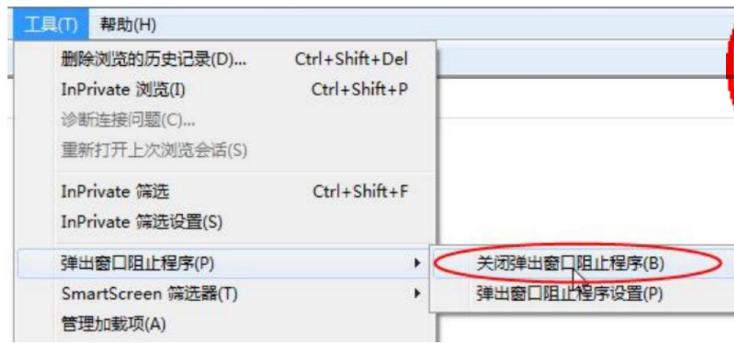 工具(T) 帮助(H)
删除浏览的历史记录(D)... Ctrl+Shift+Del
InPrivate 浏览(I) Ctrl+Shift+P
诊断连接问题(C)...
重新打开上次浏览会话(S)
InPrivate 筛选 Ctrl+Shift+F
InPrivate 筛选设置(S)
弹出窗口阻止程序(P) 关闭弹出窗口阻止程序(B)
SmartScreen 筛选器(T) 弹出窗口阻止程序设置(P)
管理加载项(A)